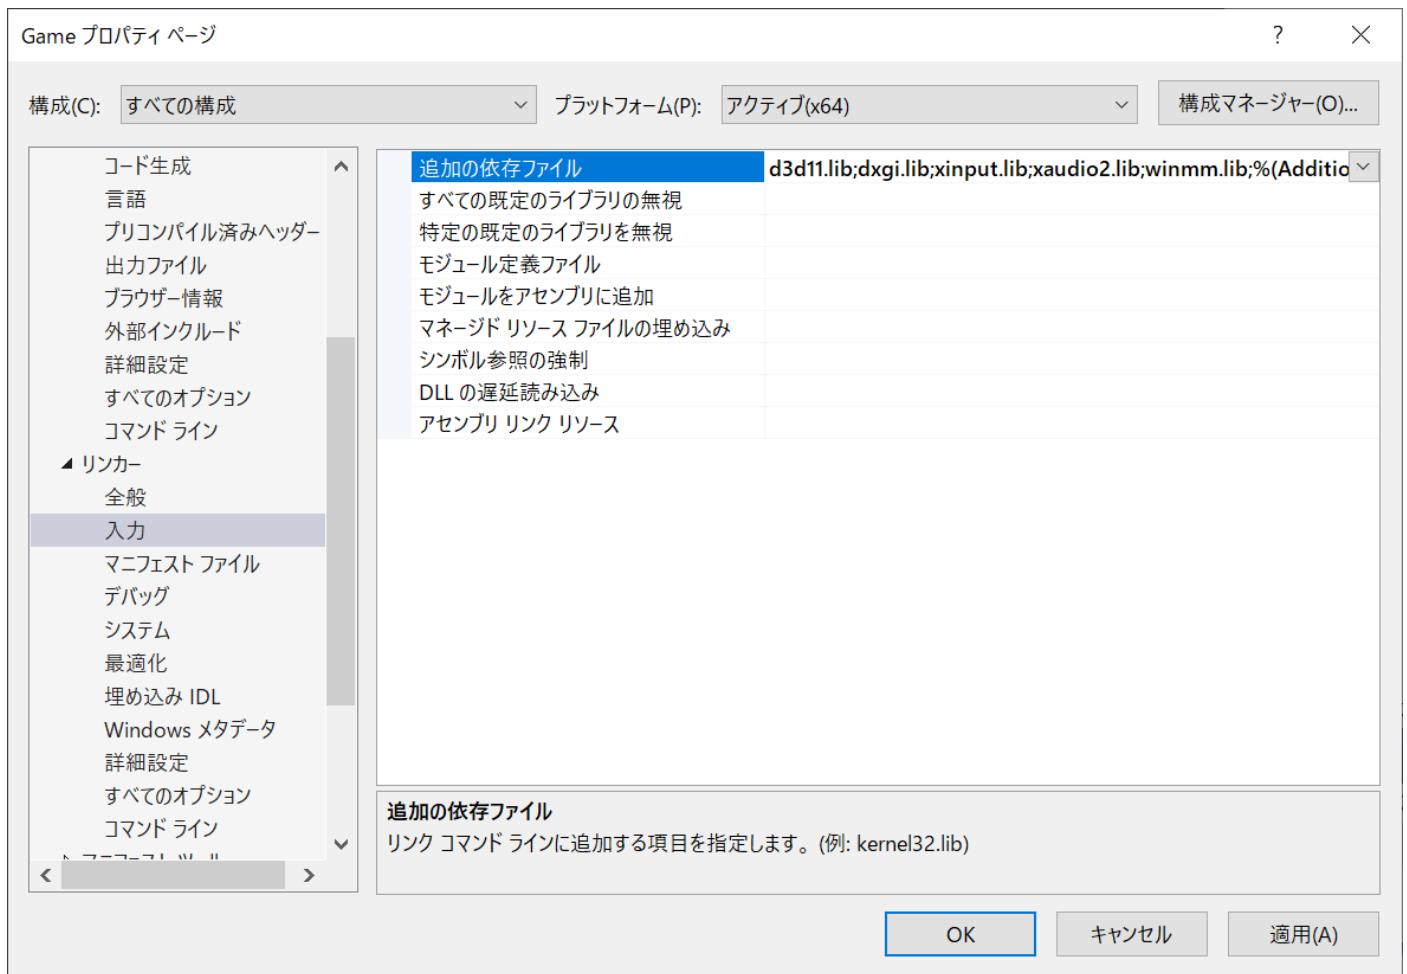 Game プロパティ ページ
?
構成(C): すべての構成 プラットフォーム(P): アクティブ(x64) 構成マネージャー(O)...
コード生成
言語
プリコンパイル済みヘッダー
出力ファイル
ブラウザー情報
外部インクルード
詳細設定
すべてのオプション
コマンド ライン
リンカー
全般
入力
マニフェスト ファイル
デバッグ
システム
最適化
埋め込み IDL
Windows メタデータ
詳細設定
すべてのオプション
コマンド ライン
追加の依存ファイル d3d11.lib;dxgi.lib;xinput.lib;xaudio2.lib;winmm.lib;%(Additio
すべての既定のライブラリの無視
特定の既定のライブラリを無視
モジュール定義ファイル
モジュールをアセンブリに追加
マネージド リソース ファイルの埋め込み
シンボル参照の強制
DLL の遅延読み込み
アセンブリ リンク リソース
追加の依存ファイル
リンク コマンド ラインに追加する項目を指定します。(例: kernel32.lib)
OK キャンセル 適用(A)